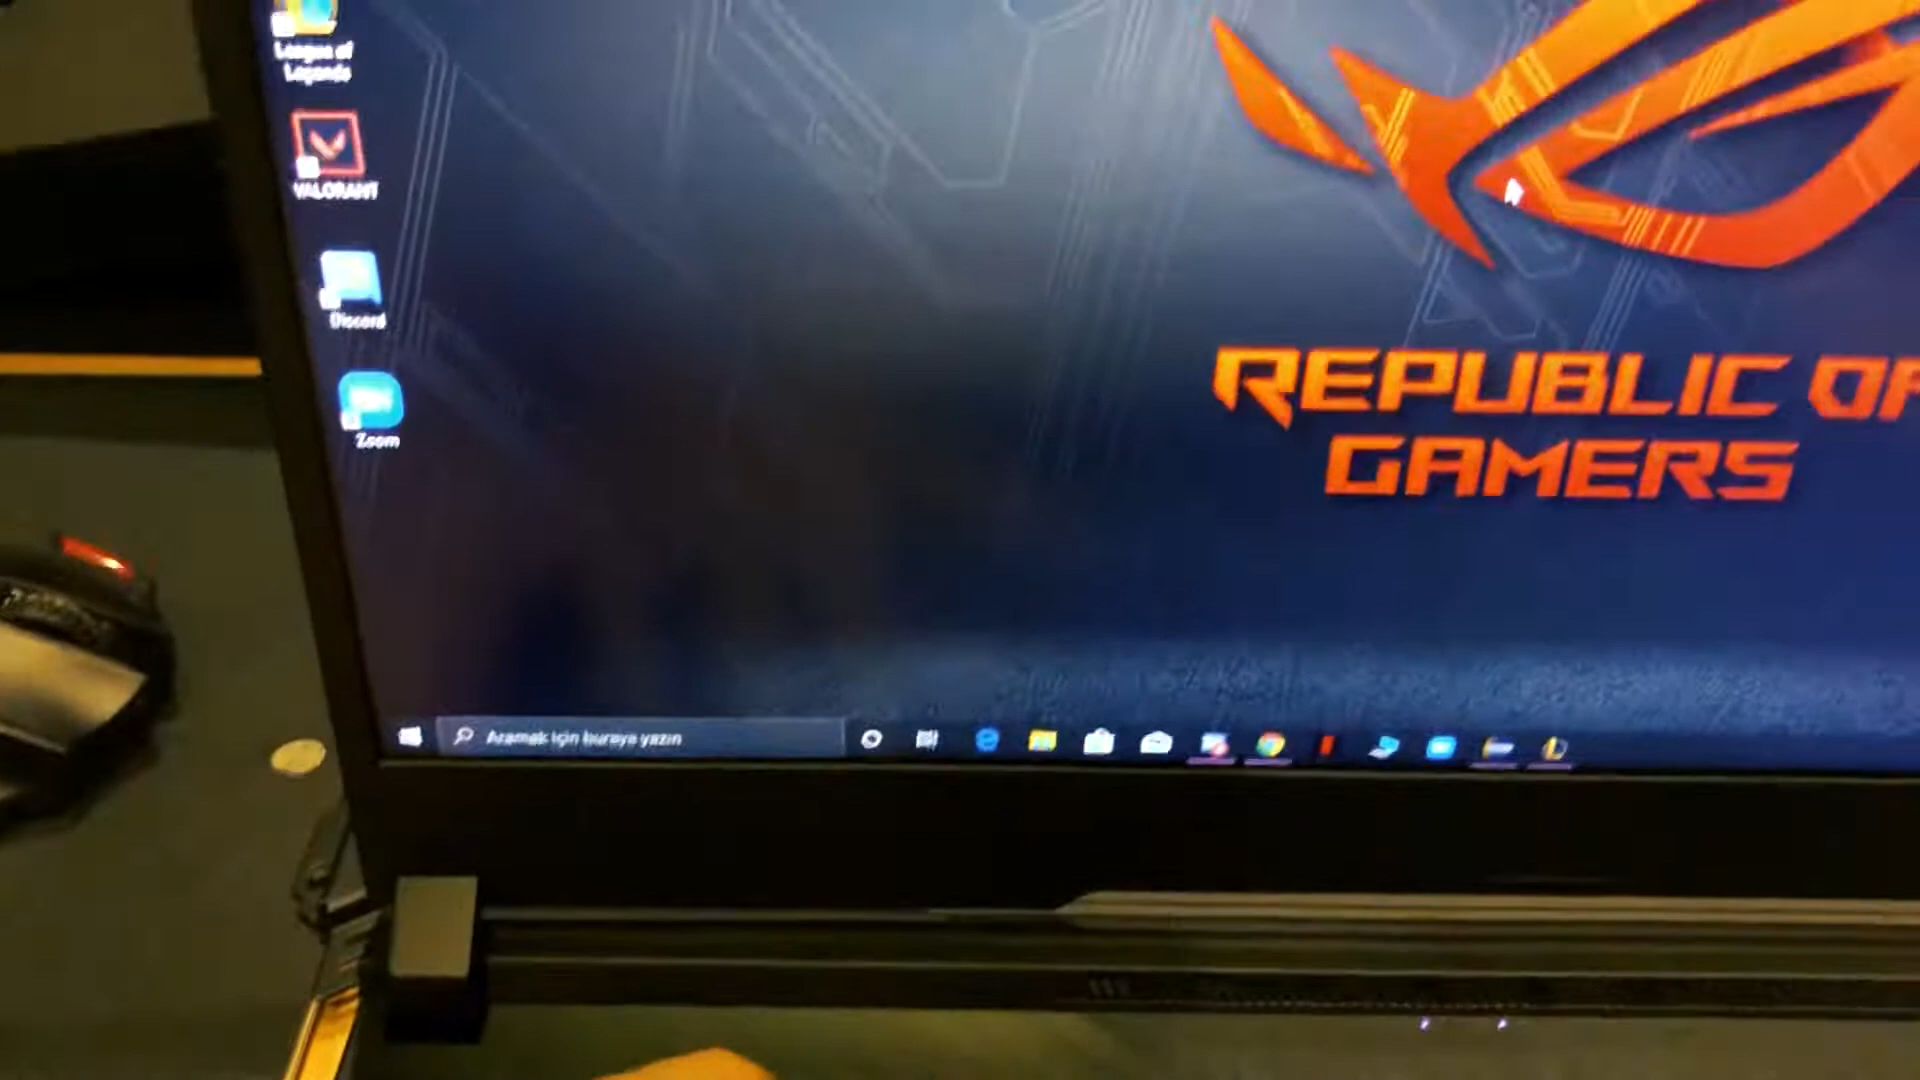 League of
Legends
VALORANT
Discord
Zoom
REPUBLIC OF
GAMERS
Aramak için buraya yazın